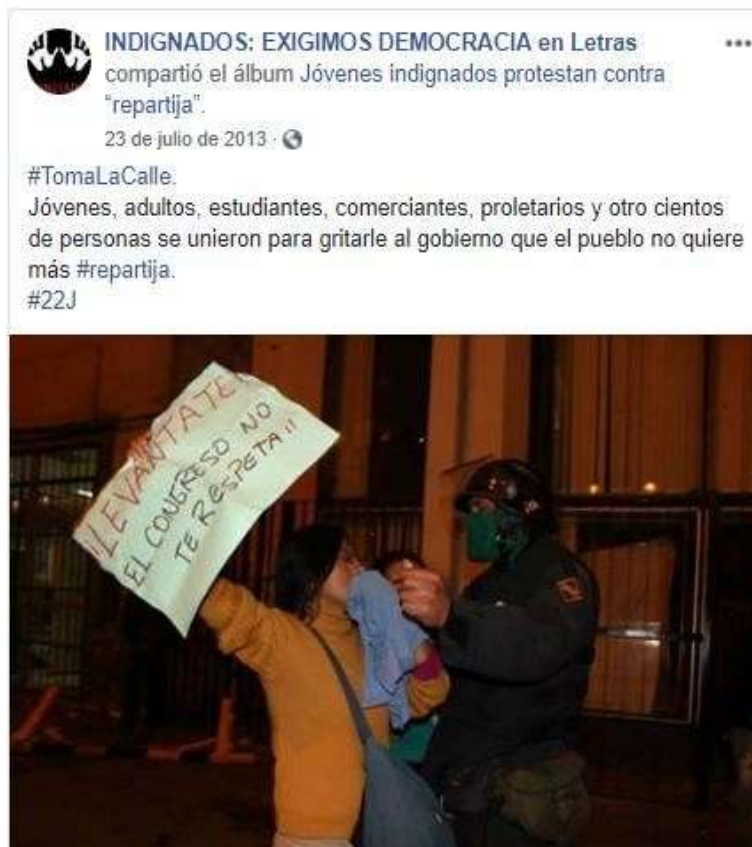 INDIGNADOS: EXIGIMOS DEMOCRACIA en Letras
compartió el álbum Jóvenes indignados protestan contra
“repartija”.
23 de julio de 2013 ·
#TomaLaCalle.
Jóvenes, adultos, estudiantes, comerciantes, proletarios y otro cientos
de personas se unieron para gritarle al gobierno que el pueblo no quiere
más #repartija.
#22J
¡¡LEVÁNTATE!!
EL CONGRESO NO
TE RESPETA!!